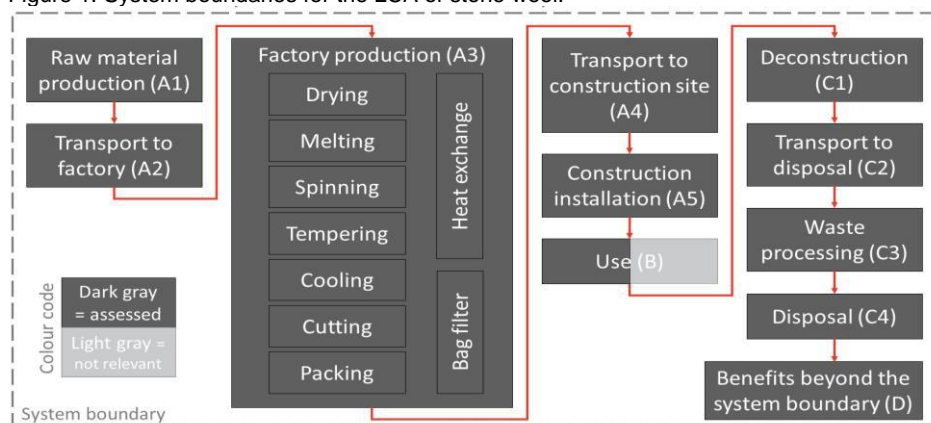 Figure System boundaries for the LCA of stone wool.
Raw material
production (A1)
Transport to
factory (A2)
Factory production (A3)
Drying
Melting
Spinning
Tempering
Cooling
Cutting
Packing
Heat exchange
Bag filter
Transport to
construction site
(A4)
Construction
installation (A5)
Use (B)
Deconstruction
(C1)
Transport to
disposal (C2)
Waste
processing (C3)
Disposal (C4)
Benefits beyond the
system boundary (D)
Colour code
Dark gray
= assessed
Light gray =
not relevant
System boundary